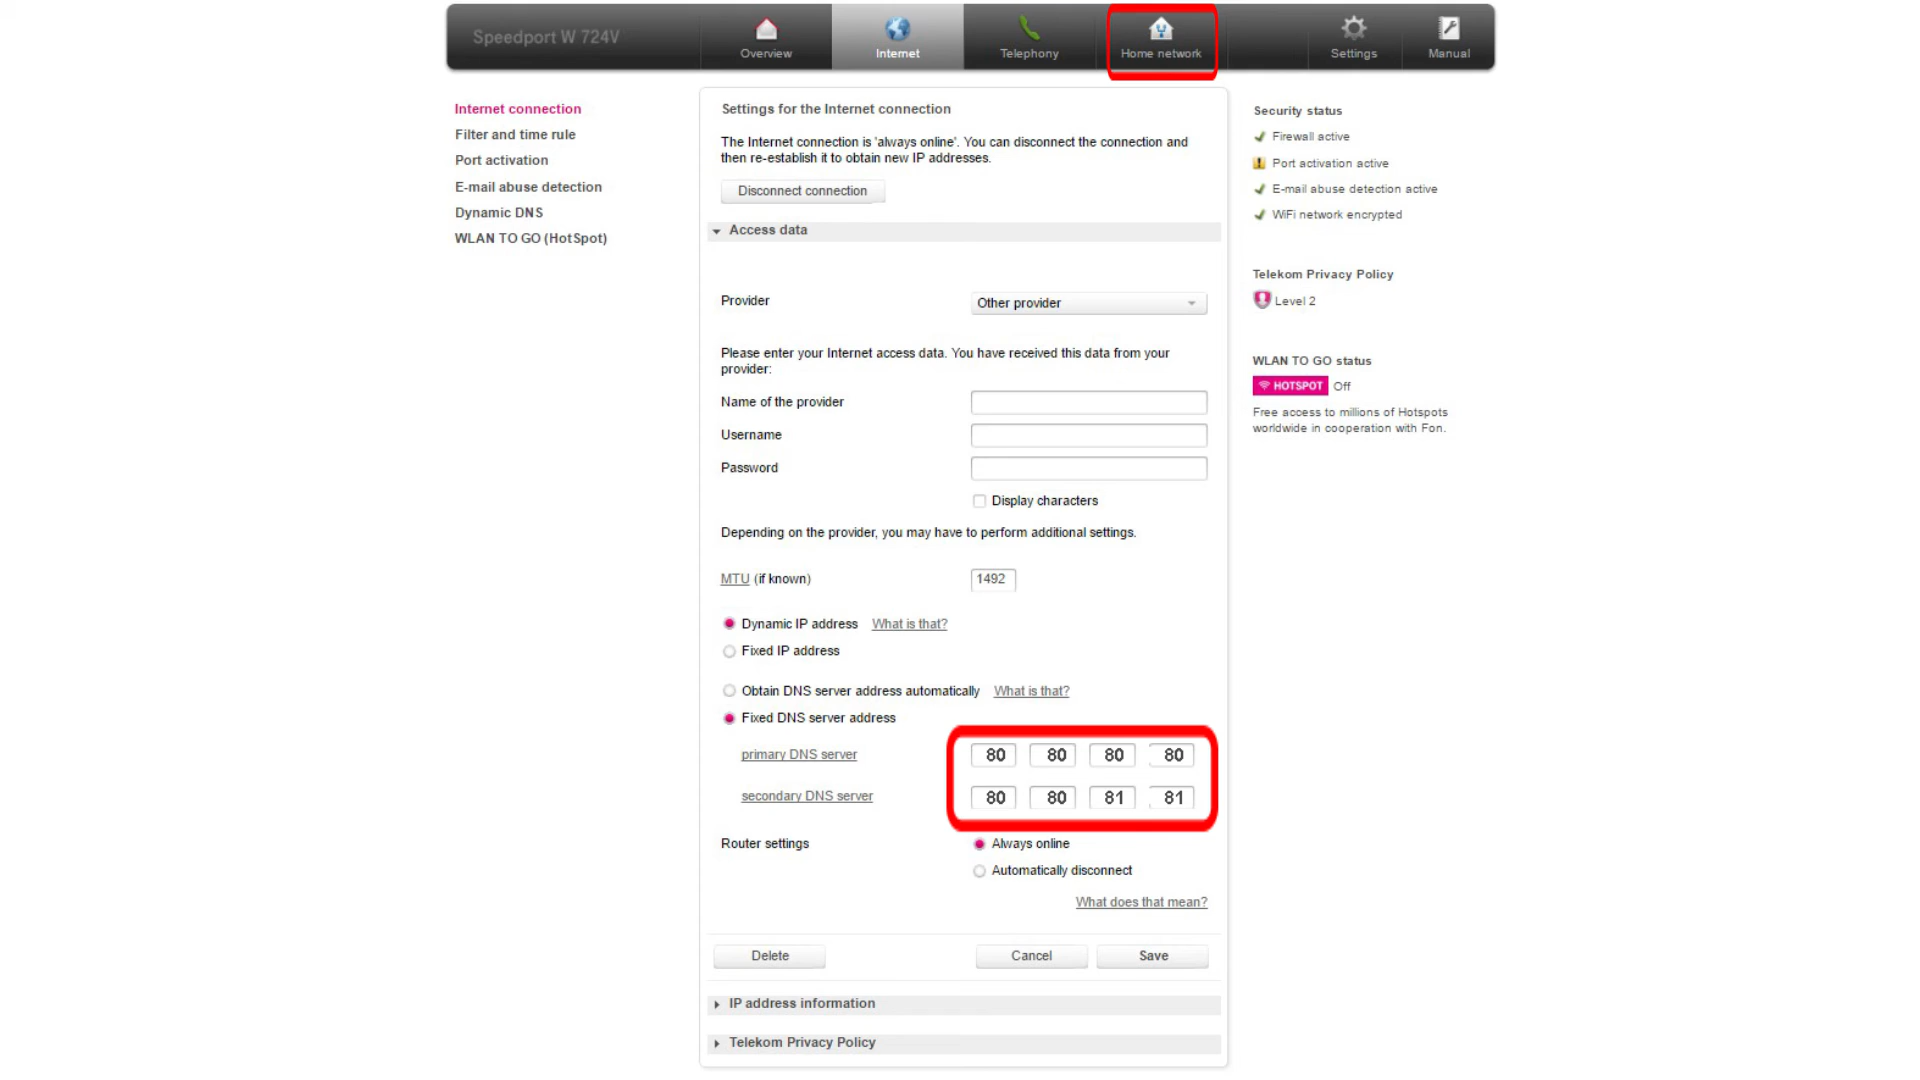 Speedport W 724V
Overview
Internet
Telephony
Home network
Settings
Manual
Internet connection
Filter and time rule
Port activation
E-mail abuse detection
Dynamic DNS
WLAN TO GO (HotSpot)
Settings for the Internet connection
The Internet connection is 'always online'. You can disconnect the connection and
then re-establish it to obtain new IP addresses.
Disconnect connection
Access data
Provider
Other provider
Please enter your Internet access data. You have received this data from your
provider:
Name of the provider
Username
Password
Display characters
Depending on the provider, you may have to perform additional settings.
MTU (if known) 1492
Dynamic IP address What is that?
Fixed IP address
Obtain DNS server address automatically What is that?
Fixed DNS server address
primary DNS server 80 80 80 80
secondary DNS server 80 80 81 81
Router settings
Always online
Automatically disconnect
What does that mean?
Delete
Cancel
Save
IP address information
Telekom Privacy Policy
Security status
Firewall active
Port activation active
E-mail abuse detection active
WiFi network encrypted
Telekom Privacy Policy
Level 2
WLAN TO GO status
HOTSPOT Off
Free access to millions of Hotspots
worldwide in cooperation with Fon.